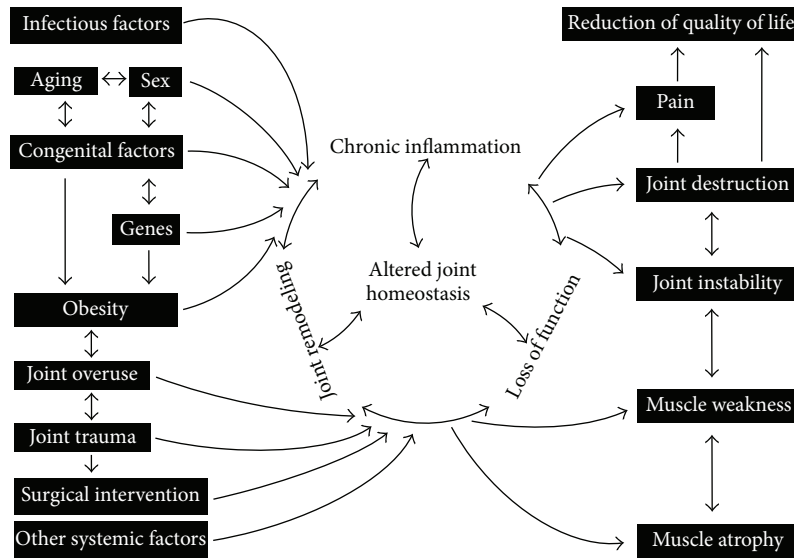 Infectious factors
Aging
Sex
Congenital factors
Genes
Obesity
Joint overuse
Joint trauma
Surgical intervention
Other systemic factors
Chronic inflammation
Altered joint
homeostasis
Joint remodeling
Loss of function
Reduction of quality of life
Pain
Joint destruction
Joint instability
Muscle weakness
Muscle atrophy